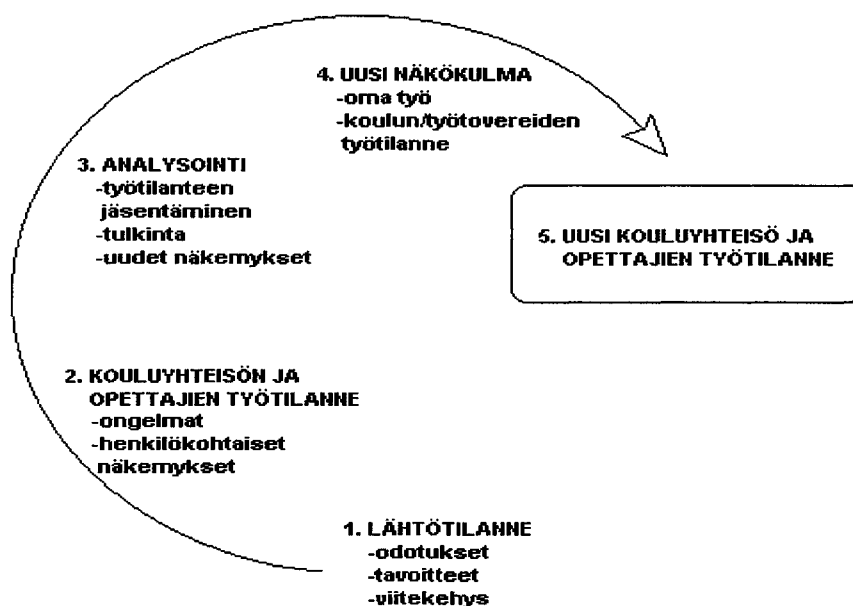 4. UUSI NÄKÖKULMA
-oma työ
-koulun/työtovereiden
työtilanne
3. ANALYSOINTI
-työtilanteen
jäsentäminen
-tulkinta
-uudet näkemykset
5. UUSI KOULUYHTEISÖ JA
OPETTAJIEN TYÖTILANNE
2. KOULUYHTEISÖN JA
OPETTAJIEN TYÖTILANNE
-ongelmat
-henkilökohtaiset
näkemykset
1. LÄHTÖTILANNE
-odotukset
-tavoitteet
-viitekehys